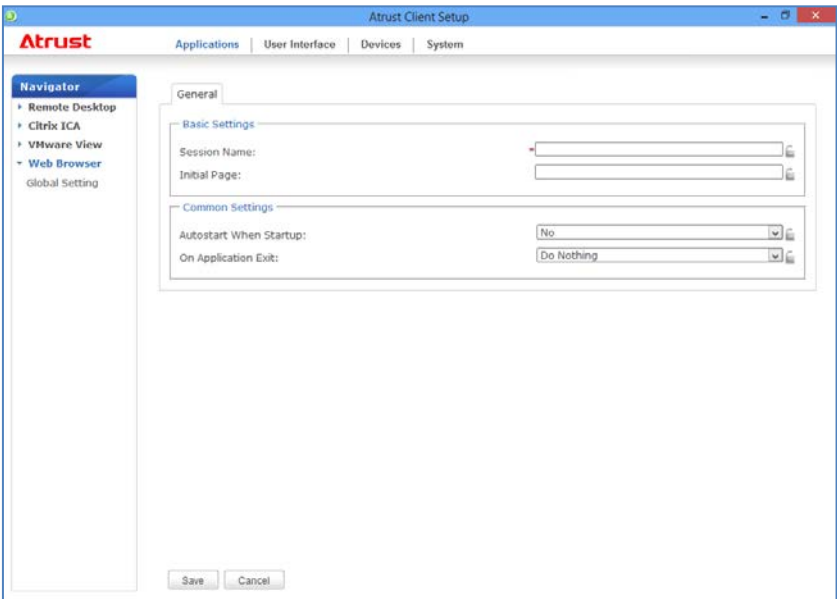 Atrust Client Setup
Atrust
Applications | User Interface | Devices | System
Navigator
Remote Desktop
Citrix ICA
VMware View
Web Browser
Global Setting
General
Basic Settings
Session Name: *
Initial Page:
Common Settings
Autostart When Startup: No
On Application Exit: Do Nothing
Save Cancel